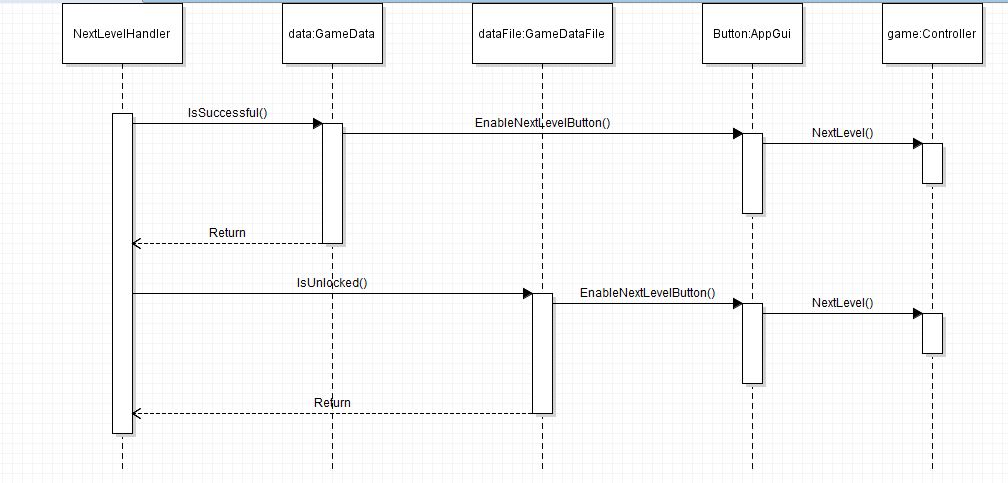 NextLevelHandler
data:GameData
dataFile:GameDataFile
Button:AppGui
game:Controller
IsSuccessful()
EnableNextLevelButton()
NextLevel()
Return
IsUnlocked()
EnableNextLevelButton()
NextLevel()
Return